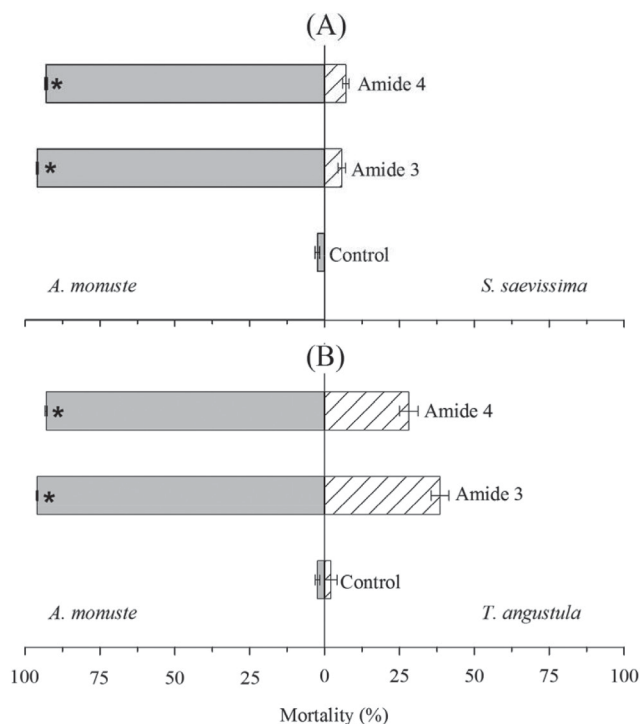 (A)
* Amide 4
* Amide 3
Control
A. monuste S. saevissima
(B)
* Amide 4
* Amide 3
Control
A. monuste T. angustula
100 75 50 25 0 25 50 75 100
Mortality (%)